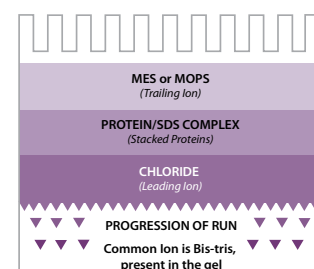 MES or MOPS
(Trailing Ion)
PROTEIN/SDS COMPLEX
(Stacked Proteins)
CHLORIDE
(Leading Ion)
PROGRESSION OF RUN
Common Ion is Bis-tris,
present in the gel